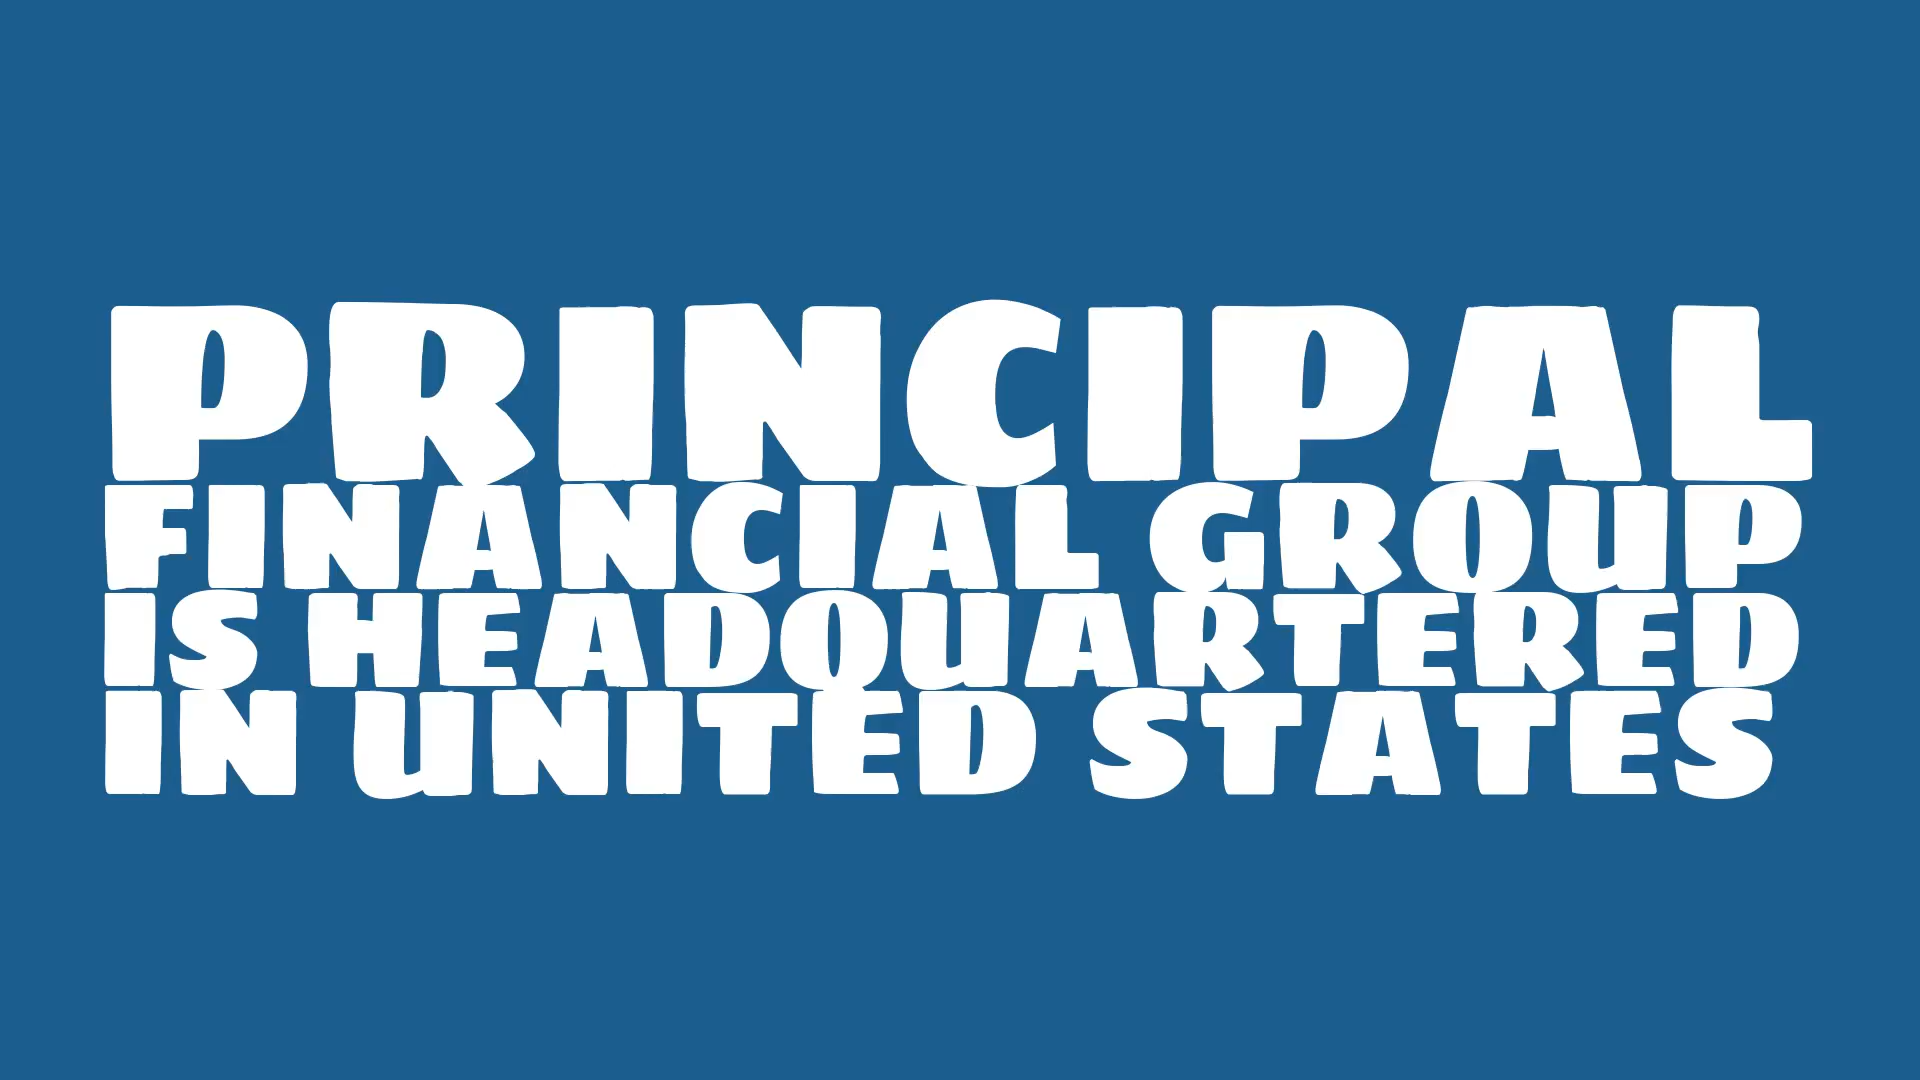 PRINCIPAL
FINANCIAL GROUP
IS HEADQUARTERED
IN UNITED STATES